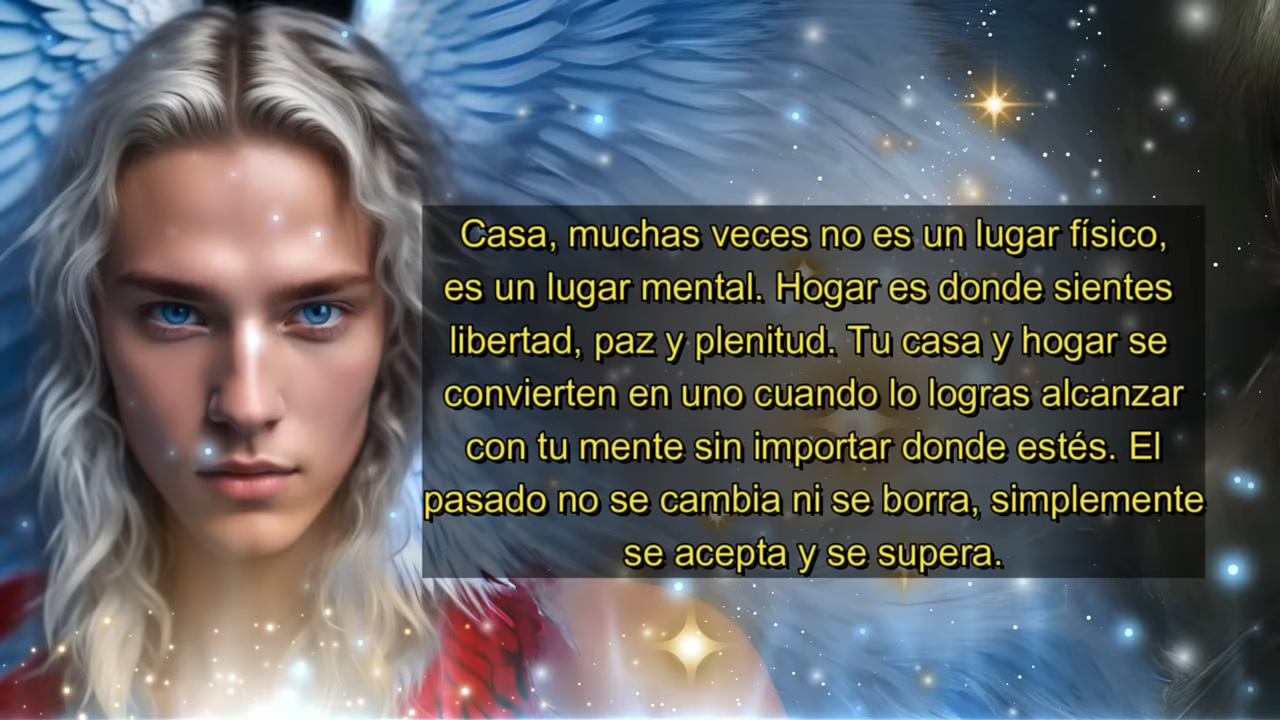 Casa, muchas veces no es un lugar físico,
es un lugar mental. Hogar es donde sientes
libertad, paz y plenitud. Tu casa y hogar se
convierten en uno cuando lo logras alcanzar
con tu mente sin importar donde estés. El
pasado no se cambia ni se borra, simplemente
se acepta y se supera.